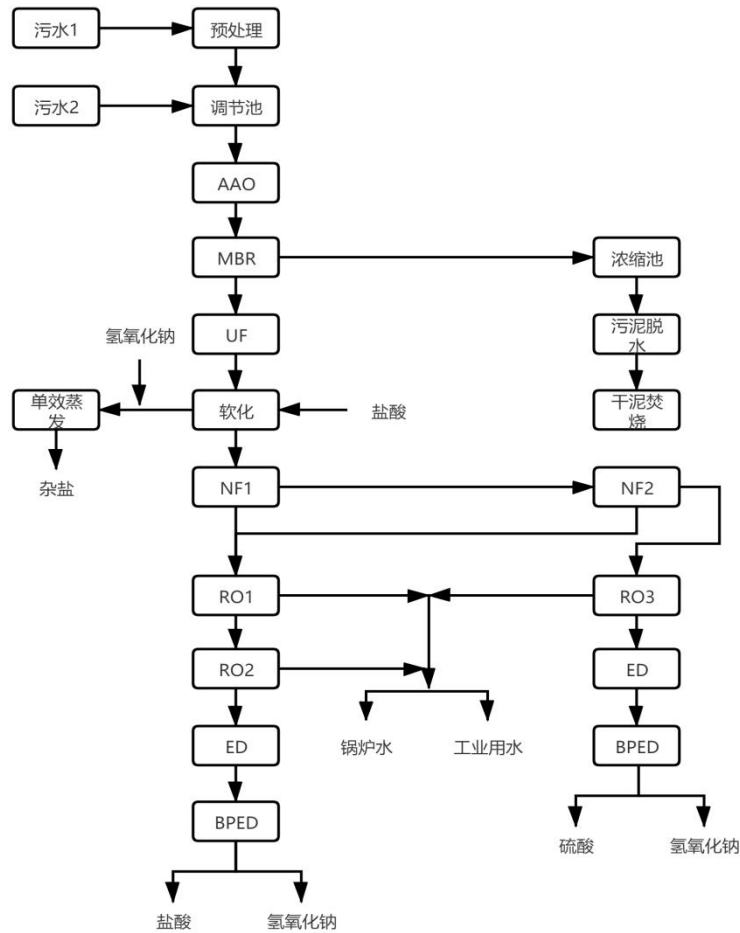 污水1
预处理
污水2
调节池
AAO
MBR
浓缩池
UF
污泥脱
水
氢氧化钠
单效蒸
发
软化
盐酸
干泥焚
烧
杂盐
NF1
NF2
RO1
RO3
RO2
ED
ED
锅炉水
工业用水
BPED
BPED
硫酸
氢氧化钠
盐酸
氢氧化钠